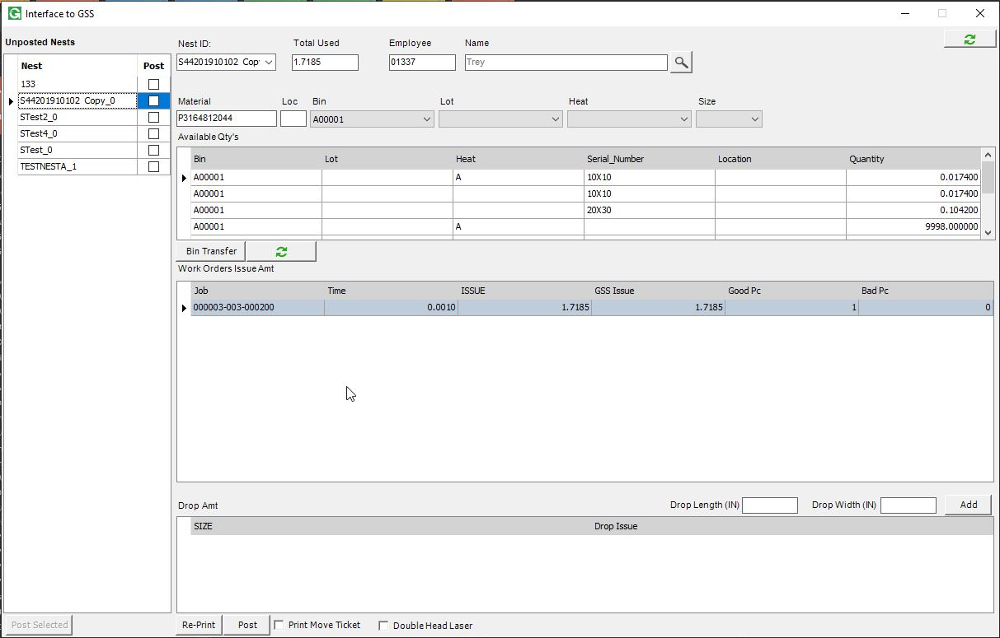 G Interface to GSS
Unposted Nests
Nest Post
133
S44201910102 Copy_0
STest2_0
STest4_0
STest_0
TESTNESTA_1
Post Selected
Nest ID: Total Used Employee Name
S44201910102 Cop 1.7185 01337 Trey
Material Loc Bin Lot Heat Size
P3164812044 A00001
Available Qty's
Bin Lot Heat Serial_Number Location Quantity
A00001 A 10X10 0.017400
A00001 10X10 0.017400
A00001 20X30 0.104200
A00001 A 9998.000000
Bin Transfer
Work Orders Issue Amt
Job Time ISSUE GSS Issue Good Pc Bad Pc
000003-003-000200 0.0010 1.7185 1.7185 1 0
Drop Amt Drop Length (IN) Drop Width (IN) Add
SIZE Drop Issue
Re-Print Post Print Move Ticket Double Head Laser